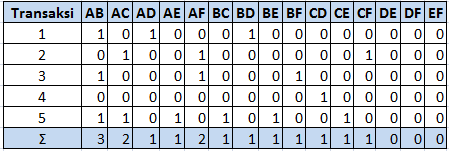 Transaksi AB AC AD AE AF BC BD BE BF CD CE CF DE DF EF
1 1 0 1 0 0 0 1 0 0 0 0 0 0 0 0
2 0 1 0 0 1 0 0 0 0 0 0 1 0 0 0
3 1 0 0 0 1 0 0 0 1 0 0 0 0 0 0
4 0 0 0 0 0 0 0 0 0 1 0 0 0 0 0
5 1 1 0 1 0 1 0 1 0 0 1 0 0 0 0
Σ 3 2 1 1 2 1 1 1 1 1 1 1 0 0 0